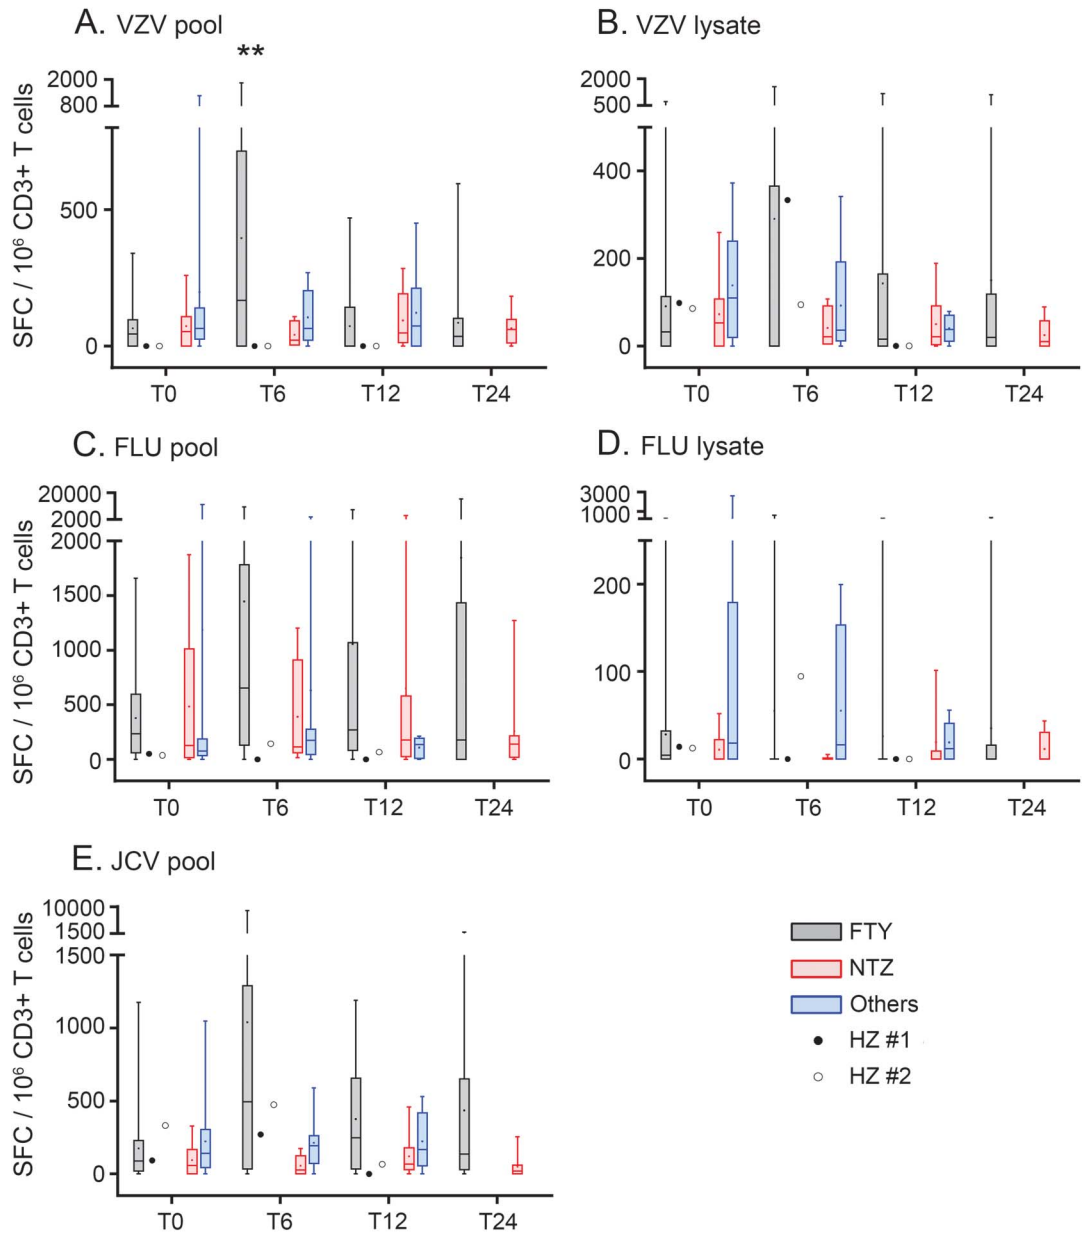 A. VZV pool
**
SFC / 10⁶ CD3+ T cells
2000
800
500
0
T0 T6 T12 T24
B. VZV lysate
2000
500
400
200
0
T0 T6 T12 T24
C. FLU pool
SFC / 10⁶ CD3+ T cells
20000
2000
2000
1500
1000
500
0
T0 T6 T12 T24
D. FLU lysate
3000
1000
200
100
0
T0 T6 T12 T24
E. JCV pool
SFC / 10⁶ CD3+ T cells
10000
1500
1500
1000
500
0
T0 T6 T12 T24
FTY
NTZ
Others
HZ #1
HZ #2